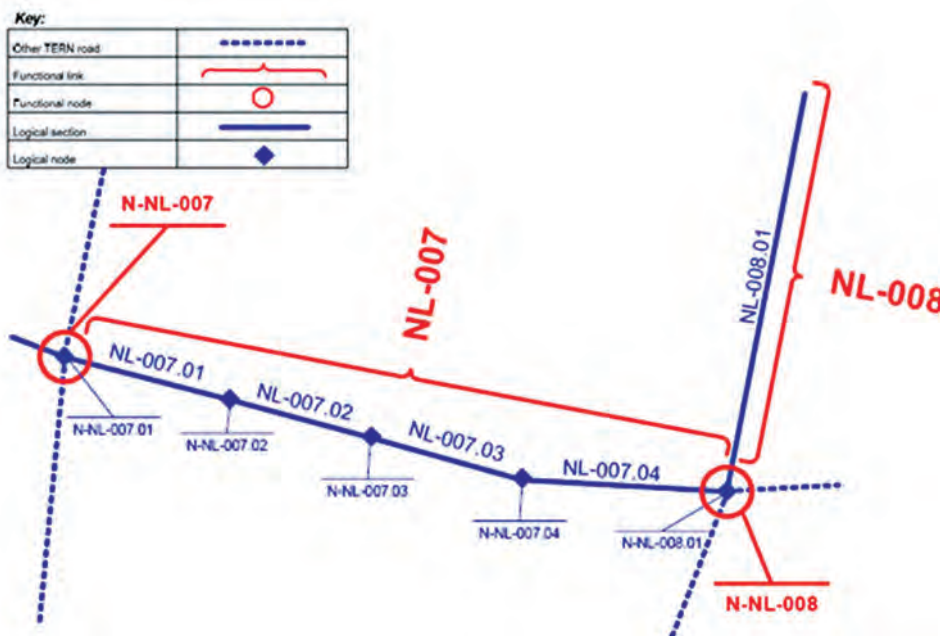 Key:
Other TERN road
Functional link
Functional node
Logical section
Logical node
N-NL-007
NL-007
NL-008.01
NL-008
NL-007.01
NL-007.02
NL-007.03
NL-007.04
N-NL-007.01
N-NL-007.02
N-NL-007.03
N-NL-007.04
N-NL-008.01
N-NL-008